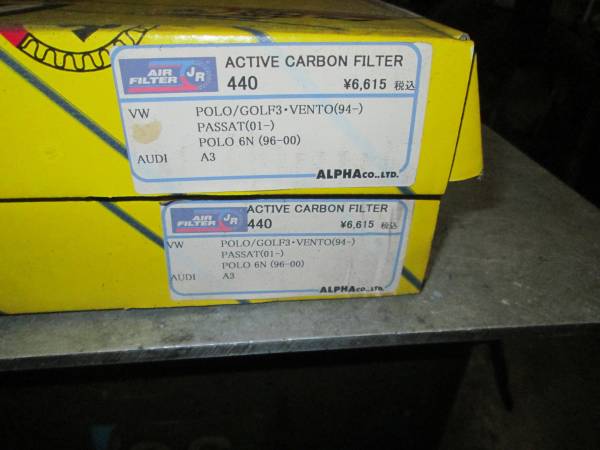 AIR FILTER JR
ACTIVE CARBON FILTER
440 ¥6,615 税込
VW POLO/GOLF3・VENTO(94-)
PASSAT(01-)
POLO 6N (96-00)
AUDI A3
ALPHA CO.,LTD.
AIR FILTER JR
ACTIVE CARBON FILTER
440 ¥6,615 税込
VW POLO/GOLF3・VENTO(94-)
PASSAT(01-)
POLO 6N (96-00)
AUDI A3
ALPHA CO.,LTD.